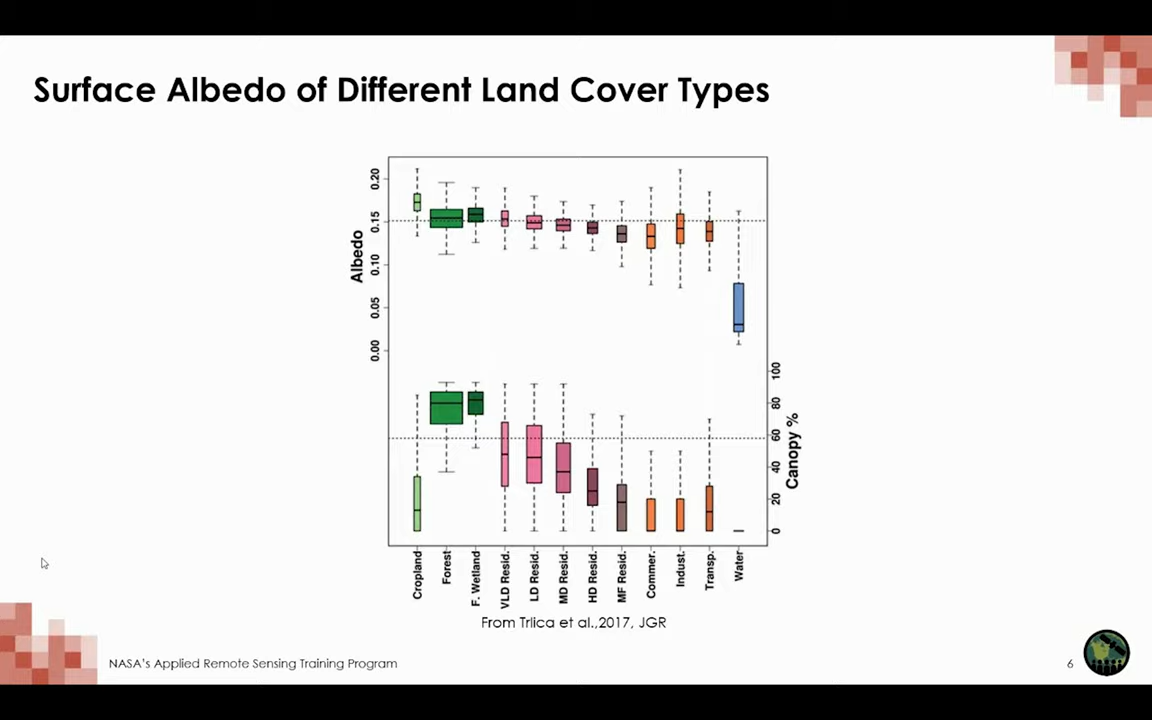 Surface Albedo of Different Land Cover Types
Albedo
0.20
0.15
0.10
0.05
0.00
100
80
60
40
20
0
Canopy %
Cropland
Forest
F. Wetland
VLD Resid.
LD Resid.
MD Resid.
HD Resid.
MF Resid.
Commer.
Indust.
Transp.
Water
From Trlica et al.,2017, JGR
NASA's Applied Remote Sensing Training Program
6